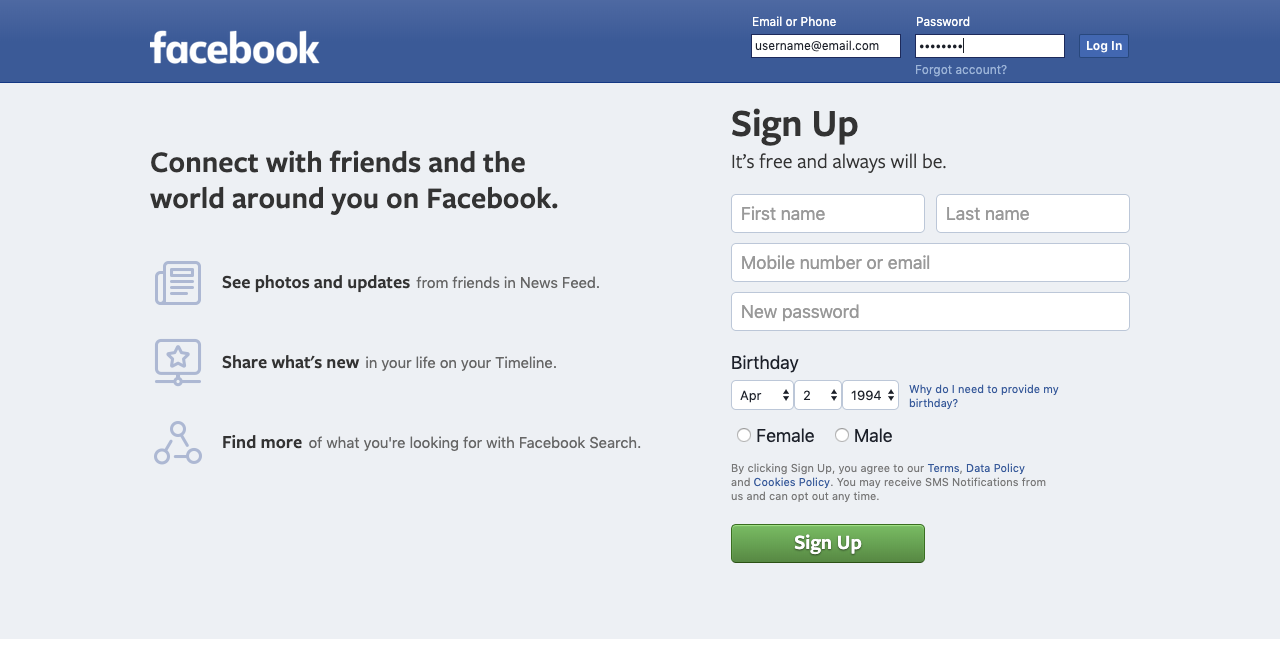 facebook
Email or Phone
Password
username@email.com
••••••••
Log In
Forgot account?
Connect with friends and the
world around you on Facebook.
See photos and updates from friends in News Feed.
Share what's new in your life on your Timeline.
Find more of what you're looking for with Facebook Search.
Sign Up
It's free and always will be.
First name
Last name
Mobile number or email
New password
Birthday
Apr 2 1994
Why do I need to provide my
birthday?
Female Male
By clicking Sign Up, you agree to our Terms, Data Policy
and Cookies Policy. You may receive SMS Notifications from
us and can opt out any time.
Sign Up